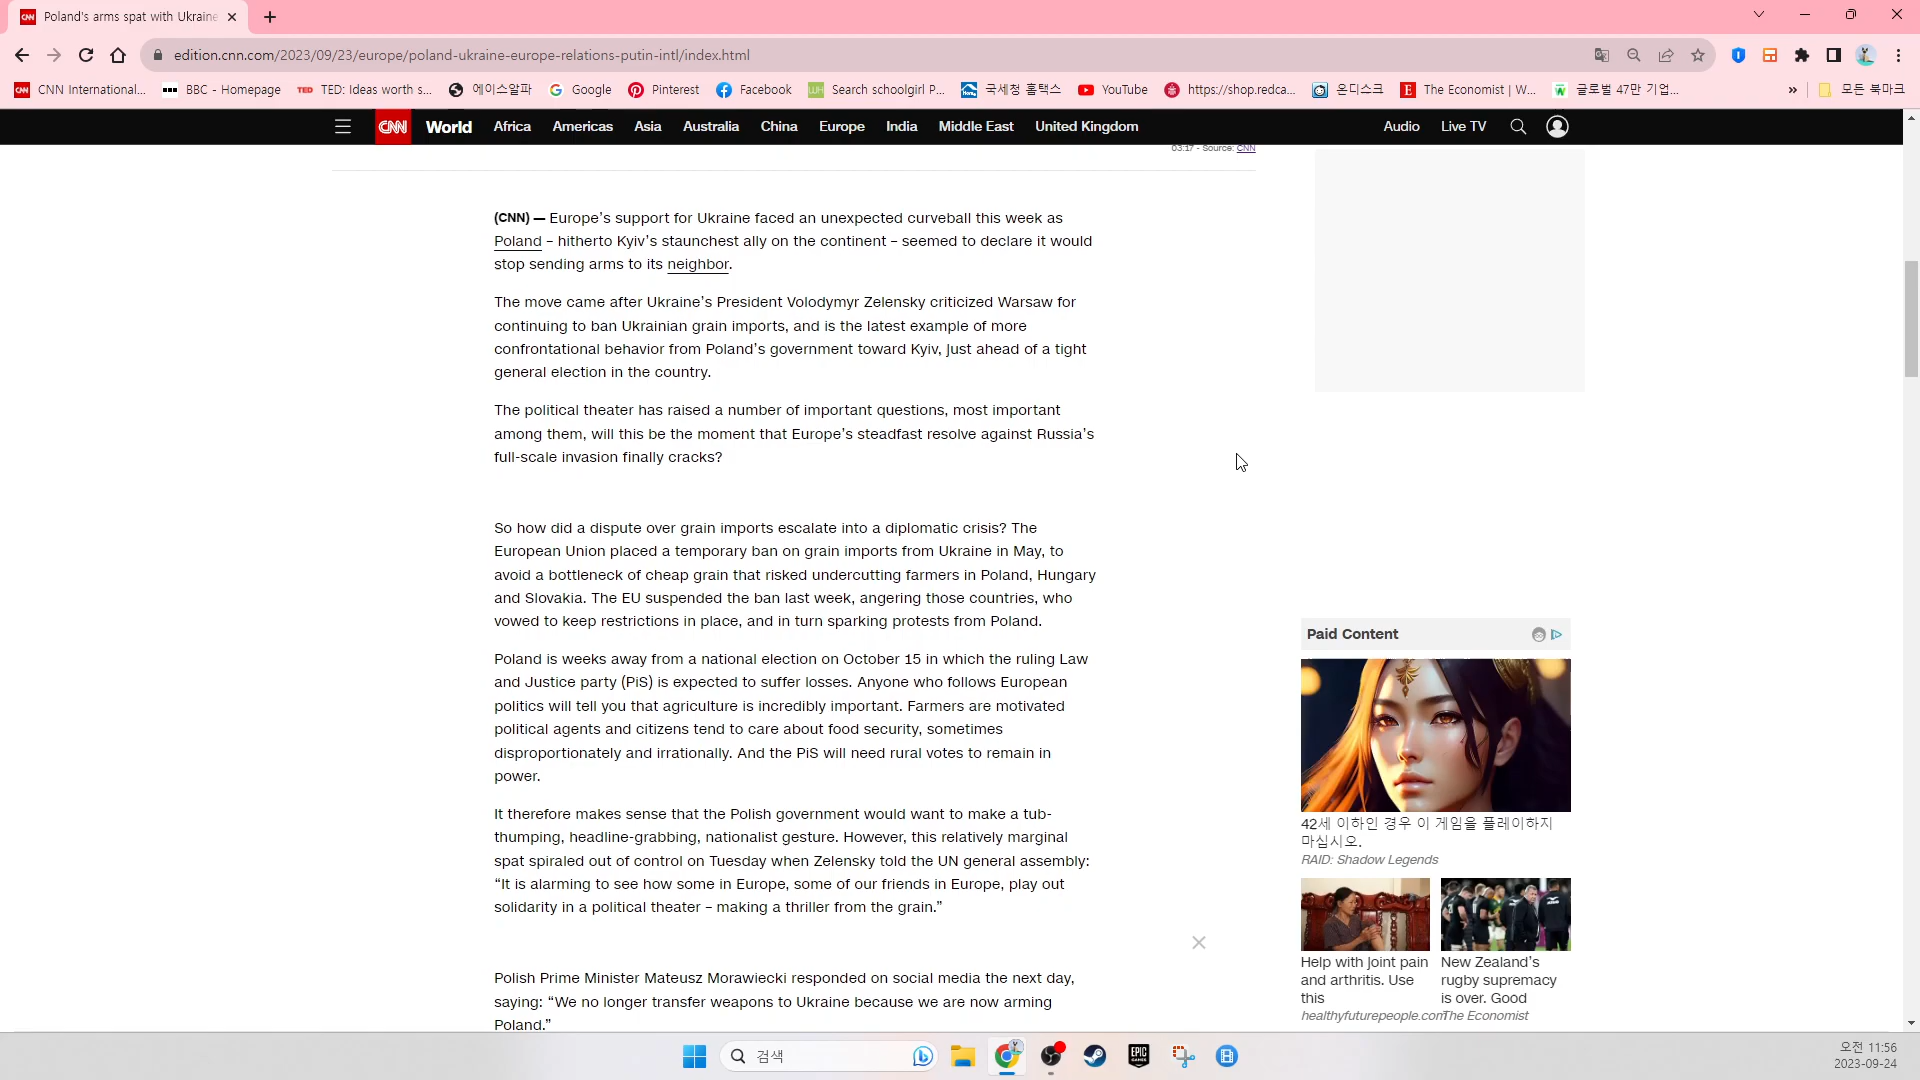 CNN Poland's arms spat with Ukraine
edition.cnn.com/2023/09/23/europe/poland-ukraine-europe-relations-putin-intl/index.html
CNN International... BBC - Homepage TED TED: Ideas worth s... 에이스알파 Google Pinterest Facebook Search schoolgirl P... 국세청 홈택스 YouTube https://shop.redca... 온디스크 The Economist | W... 글로벌 47만 기업... » 모든 북마크
CNN World Africa Americas Asia Australia China Europe India Middle East United Kingdom Audio Live TV
03:17 - Source: CNN
(CNN) — Europe’s support for Ukraine faced an unexpected curveball this week as
Poland – hitherto Kyiv’s staunchest ally on the continent – seemed to declare it would
stop sending arms to its neighbor.
The move came after Ukraine’s President Volodymyr Zelensky criticized Warsaw for
continuing to ban Ukrainian grain imports, and is the latest example of more
confrontational behavior from Poland’s government toward Kyiv, just ahead of a tight
general election in the country.
The political theater has raised a number of important questions, most important
among them, will this be the moment that Europe’s steadfast resolve against Russia’s
full-scale invasion finally cracks?
So how did a dispute over grain imports escalate into a diplomatic crisis? The
European Union placed a temporary ban on grain imports from Ukraine in May, to
avoid a bottleneck of cheap grain that risked undercutting farmers in Poland, Hungary
and Slovakia. The EU suspended the ban last week, angering those countries, who
vowed to keep restrictions in place, and in turn sparking protests from Poland.
Poland is weeks away from a national election on October 15 in which the ruling Law
and Justice party (PiS) is expected to suffer losses. Anyone who follows European
politics will tell you that agriculture is incredibly important. Farmers are motivated
political agents and citizens tend to care about food security, sometimes
disproportionately and irrationally. And the PiS will need rural votes to remain in
power.
It therefore makes sense that the Polish government would want to make a tub-
thumping, headline-grabbing, nationalist gesture. However, this relatively marginal
spat spiraled out of control on Tuesday when Zelensky told the UN general assembly:
“It is alarming to see how some in Europe, some of our friends in Europe, play out
solidarity in a political theater – making a thriller from the grain.”
Polish Prime Minister Mateusz Morawiecki responded on social media the next day,
saying: “We no longer transfer weapons to Ukraine because we are now arming
Poland.”
Paid Content
42세 이하인 경우 이 게임을 플레이하지
마십시오.
RAID: Shadow Legends
Help with joint pain
and arthritis. Use
this
healthyfuturepeople.com
New Zealand’s
rugby supremacy
is over. Good
The Economist
검색
EPIC GAMES
오전 11:56
2023-09-24